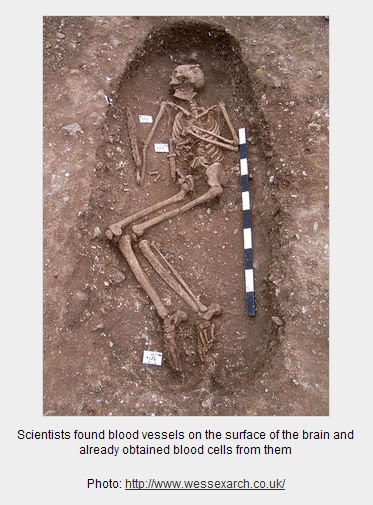 Scientists found blood vessels on the surface of the brain and
already obtained blood cells from them
Photo: http://www.wessexarch.co.uk/